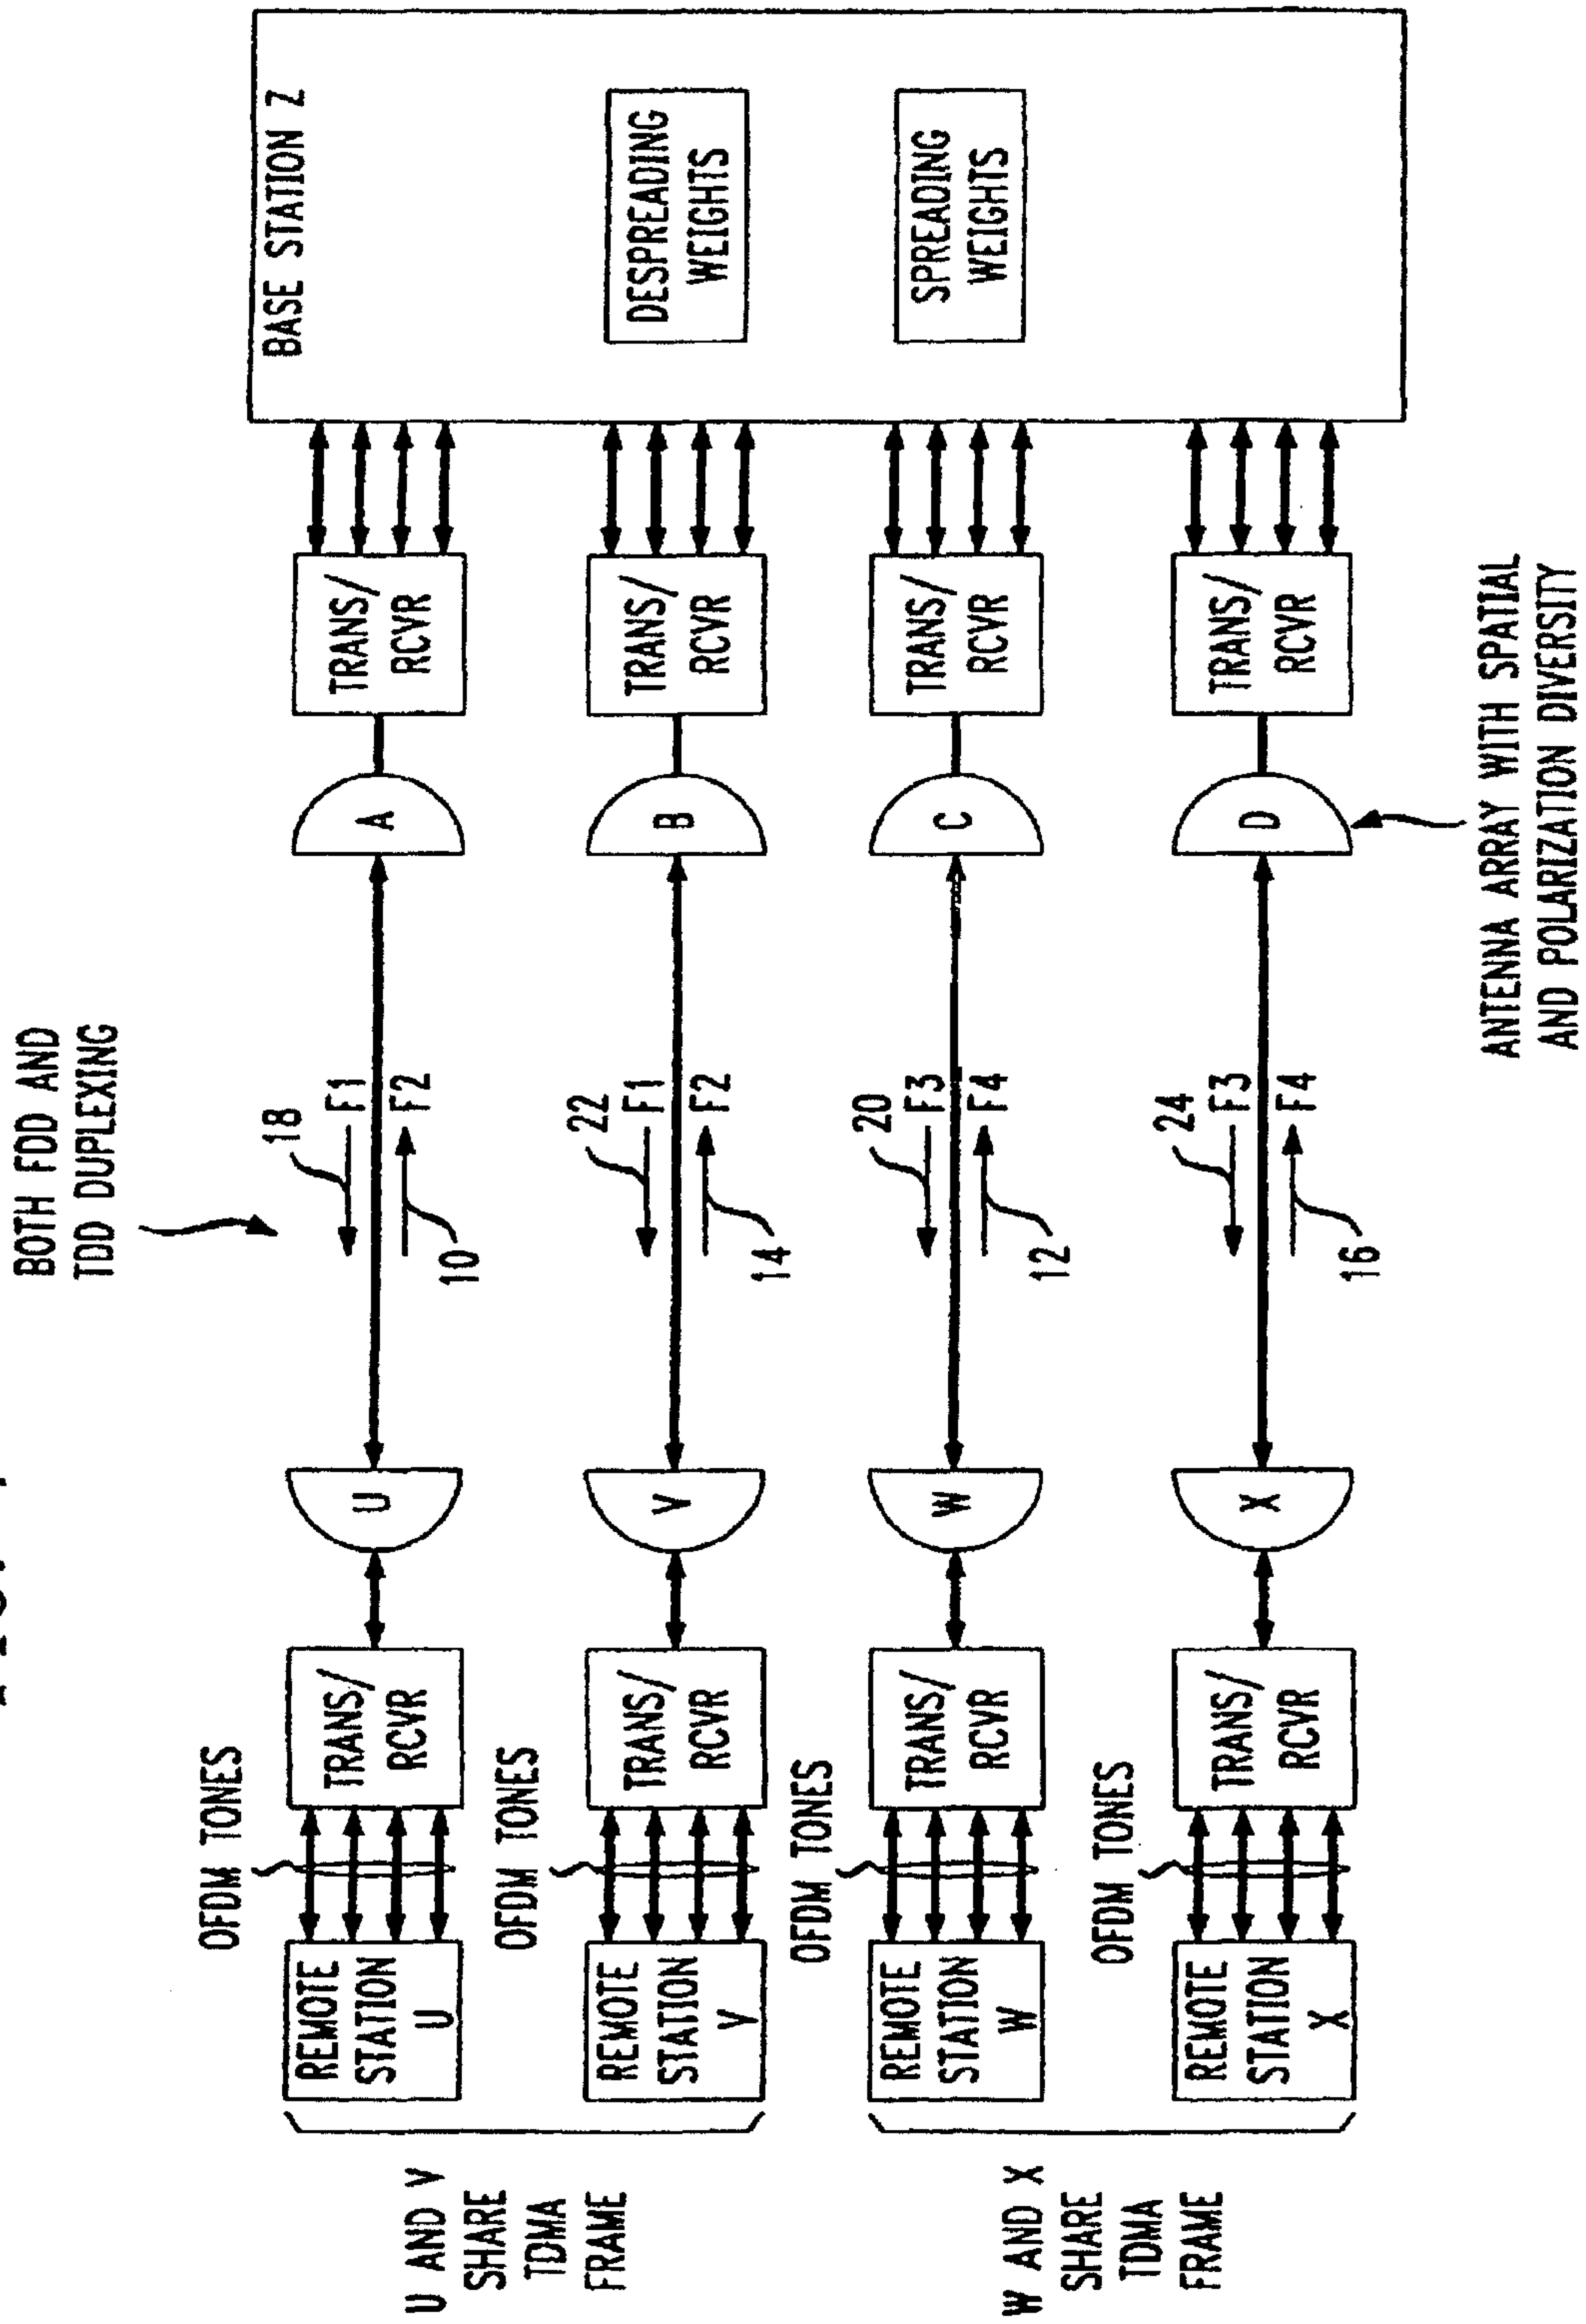 BOTH FDD AND
TDD DUPLEXING
OFDM TONES
REMOTE
STATION
U
TRANS/
RCVR
U
18
F1
F2
10
A
TRANS/
RCVR
BASE STATION Z
U AND V
SHARE
TDMA
FRAME
OFDM TONES
REMOTE
STATION
V
TRANS/
RCVR
V
22
F1
F2
14
B
TRANS/
RCVR
DESPREADING
WEIGHTS
OFDM TONES
REMOTE
STATION
W
TRANS/
RCVR
W
20
F3
F4
12
C
TRANS/
RCVR
SPREADING
WEIGHTS
W AND X
SHARE
TDMA
FRAME
OFDM TONES
REMOTE
STATION
X
TRANS/
RCVR
X
24
F3
F4
16
D
TRANS/
RCVR
ANTENNA ARRAY WITH SPATIAL
AND POLARIZATION DIVERSITY